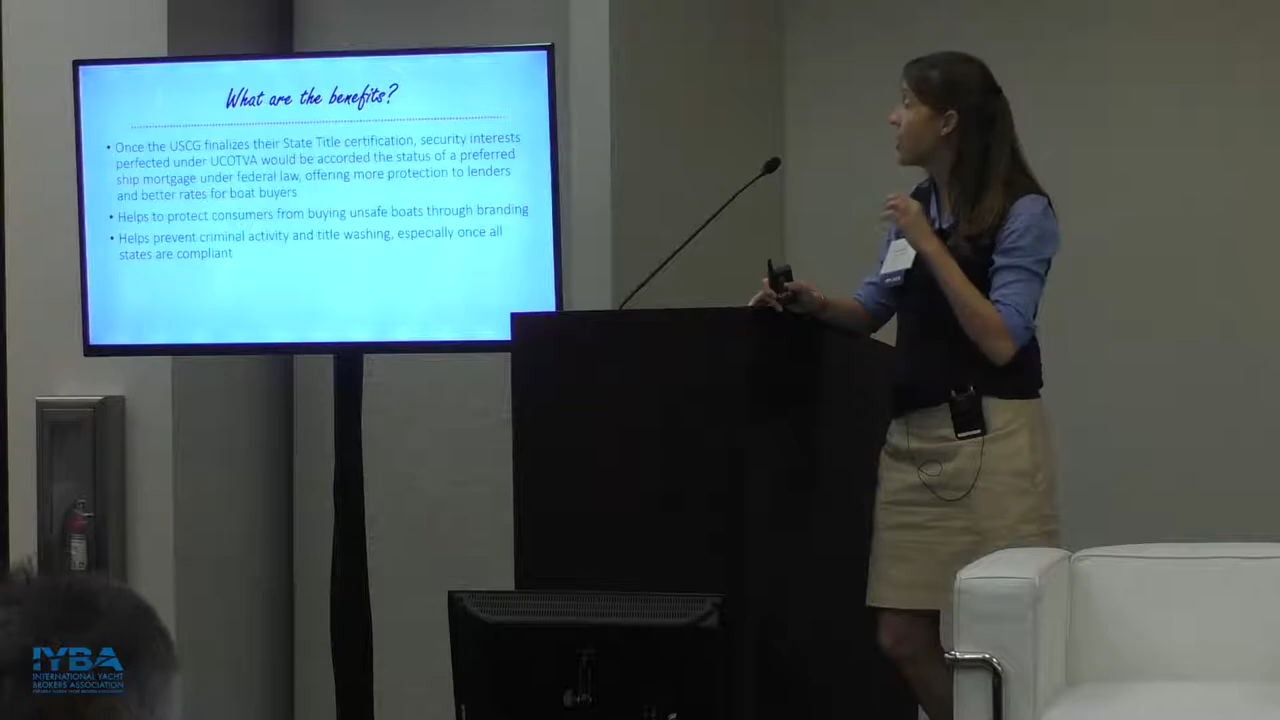 What are the benefits?
• Once the USCG finalizes their State Title certification, security interests
perfected under UCOTVA would be accorded the status of a preferred
ship mortgage under federal law, offering more protection to lenders
and better rates for boat buyers
• Helps to protect consumers from buying unsafe boats through branding
• Helps prevent criminal activity and title washing, especially once all
states are compliant
IYBA
INTERNATIONAL YACHT
BROKERS ASSOCIATION